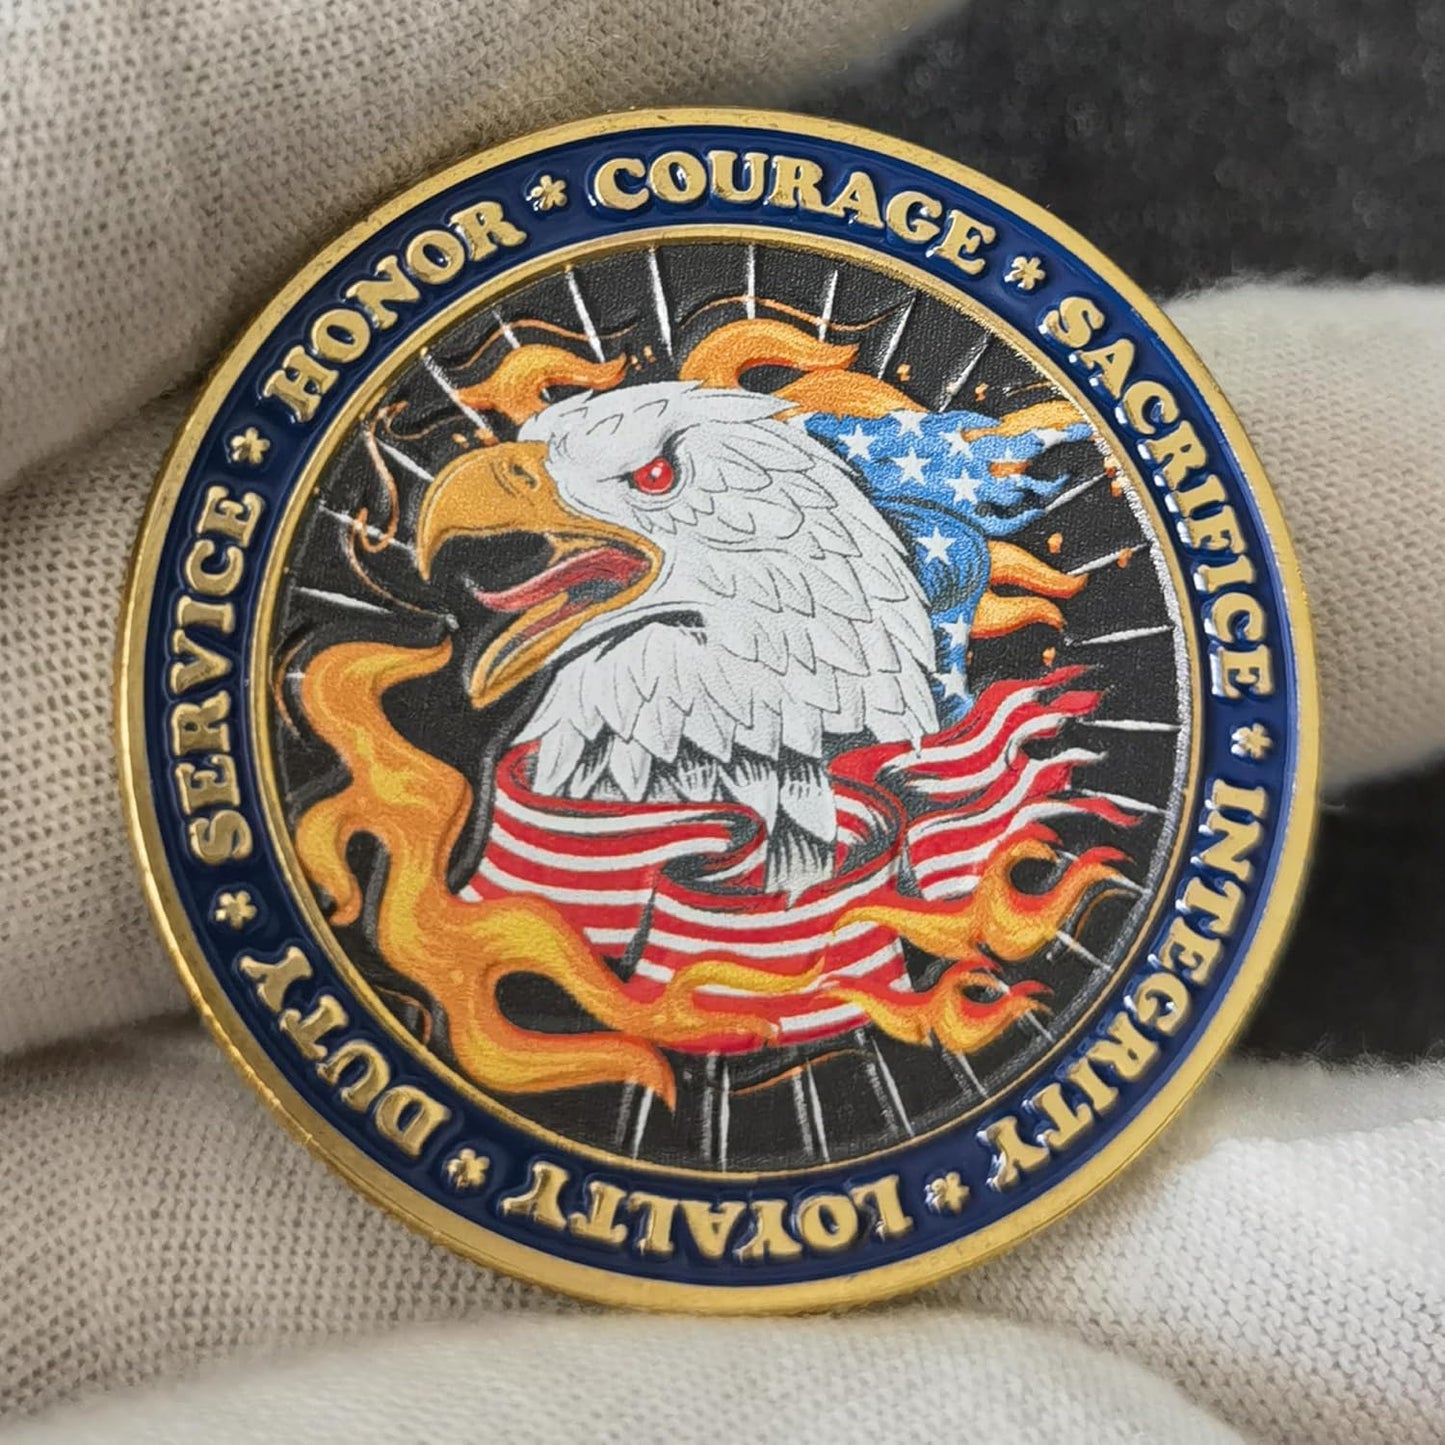 HONOR * COURAGE * SACRIFICE * INTEGRITY * LOYALTY * DUTY * SERVICE *